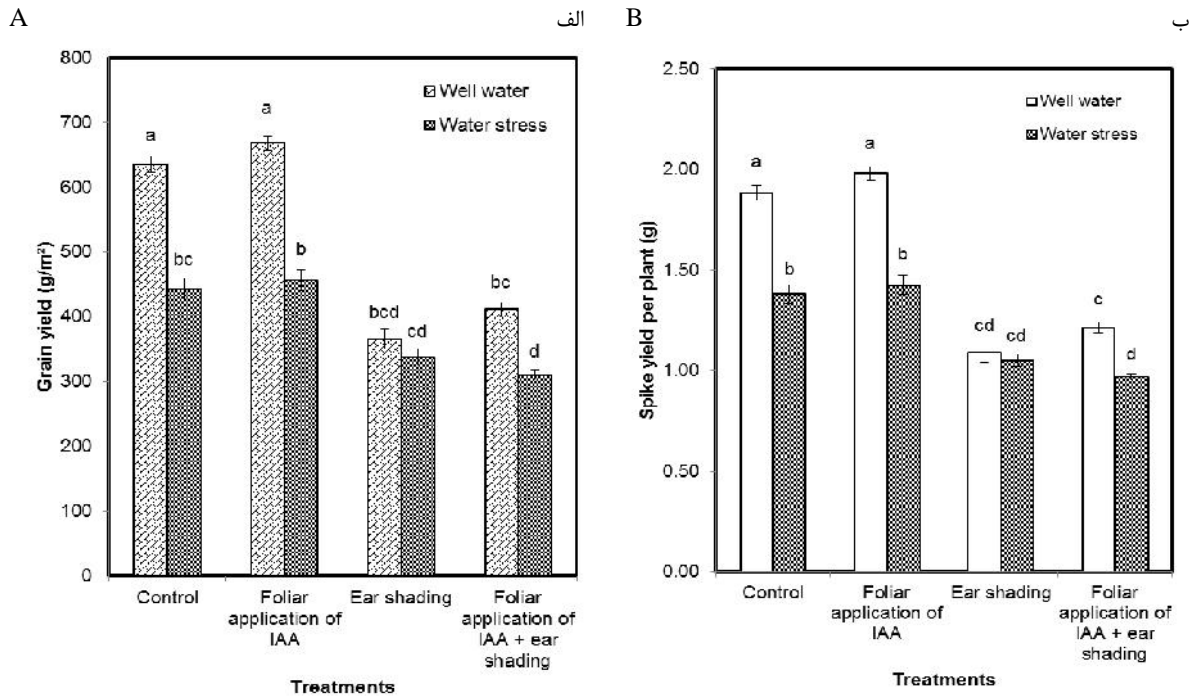 A
الف
800
700
600
500
400
300
200
100
0
Grain yield (g/m²)
Well water
Water stress
a
bc
a
b
bcd
cd
bc
d
Control
Foliar
application of
IAA
Ear shading
Foliar
application of
IAA + ear
shading
Treatments
B
ب
2.50
2.00
1.50
1.00
0.50
0.00
Spike yield per plant (g)
Well water
Water stress
a
b
a
b
cd
cd
c
d
Control
Foliar
application of
IAA
Ear shading
Foliar
application of
IAA + ear
shading
Treatments